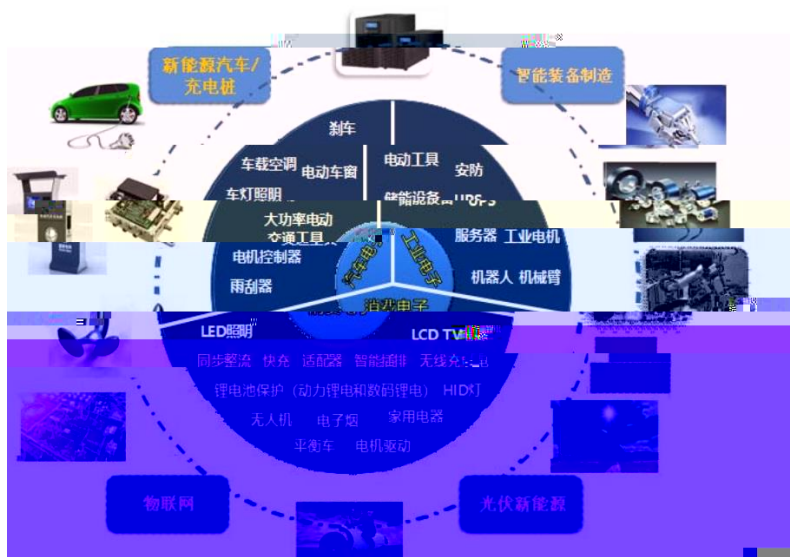 新能源汽车/
充电桩
智能装备制造
刹车
车载空调 电动车窗
车灯照明
大功率电动
交通工具
电机控制器
雨刮器
电动工具
安防
储能设备
服务器 工业电机
机器人 机械臂
汽车电
工业电子
消费电子
LED照明
LCD TV
同步整流 快充 适配器 智能插排 无线充电
锂电池保护（动力锂电和数码锂电） HID灯
无人机 电子烟 家用电器
平衡车 电机驱动
物联网
光伏新能源